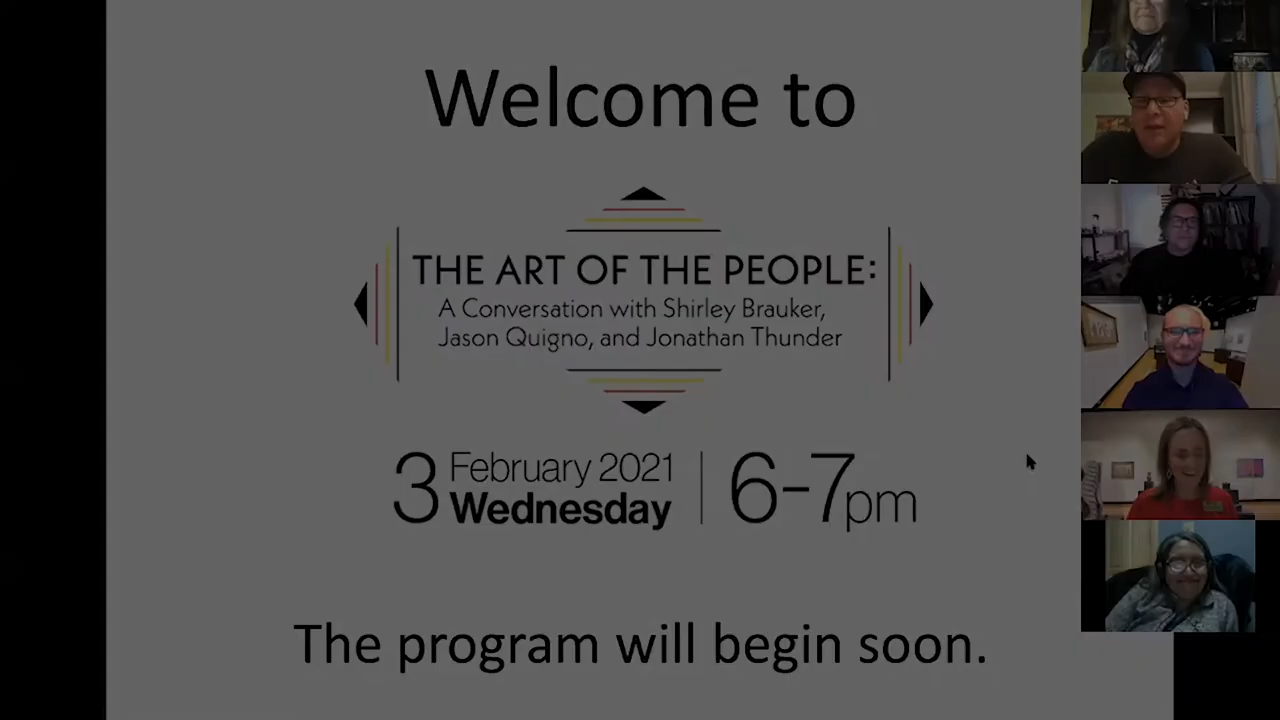 Welcome to
THE ART OF THE PEOPLE:
A Conversation with Shirley Brauker,
Jason Quigno, and Jonathan Thunder
3 February 2021 | 6-7pm
Wednesday
The program will begin soon.